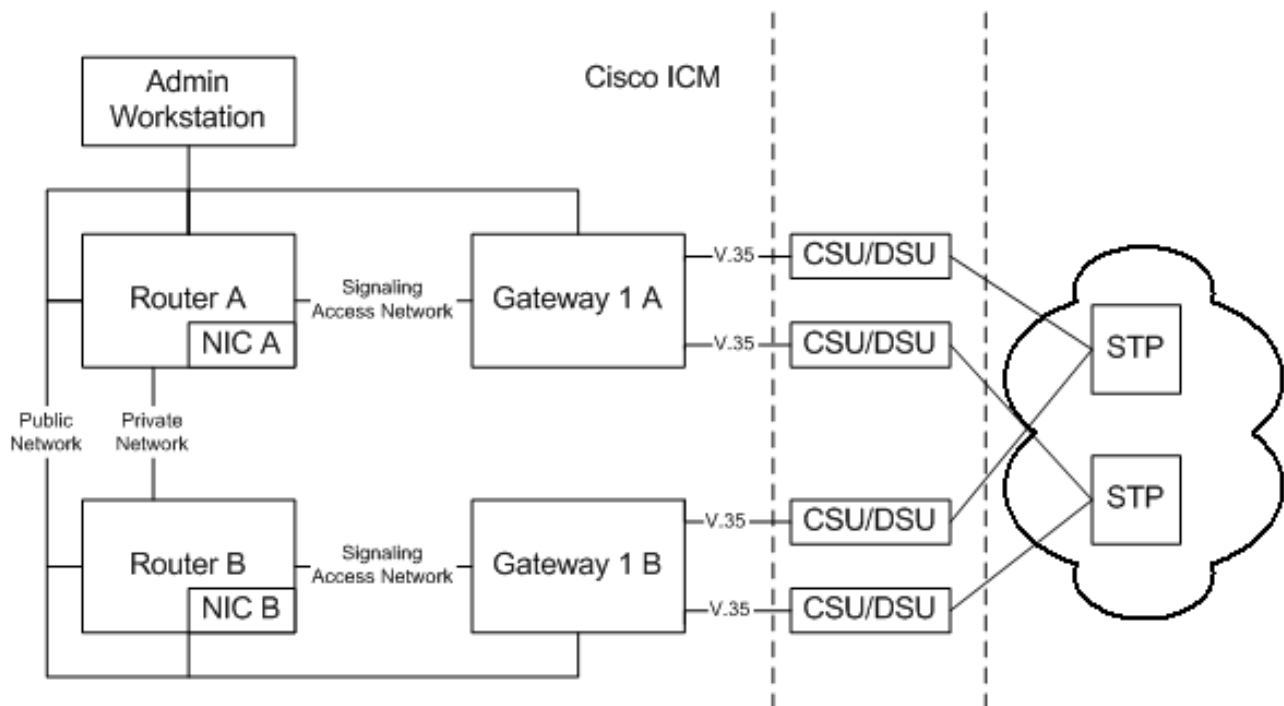 Admin
Workstation
Cisco ICM
Router A
NIC A
Signaling
Access Network
Gateway 1 A
V.35
CSU/DSU
V.35
CSU/DSU
STP
Public
Network
Private
Network
Router B
NIC B
Signaling
Access Network
Gateway 1 B
V.35
CSU/DSU
V.35
CSU/DSU
STP